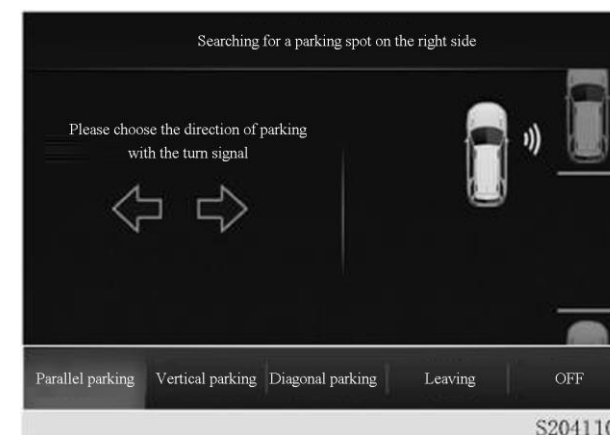 Searching for a parking spot on the right side
Please choose the direction of parking
with the turn signal
Parallel parking Vertical parking Diagonal parking Leaving OFF
S204110